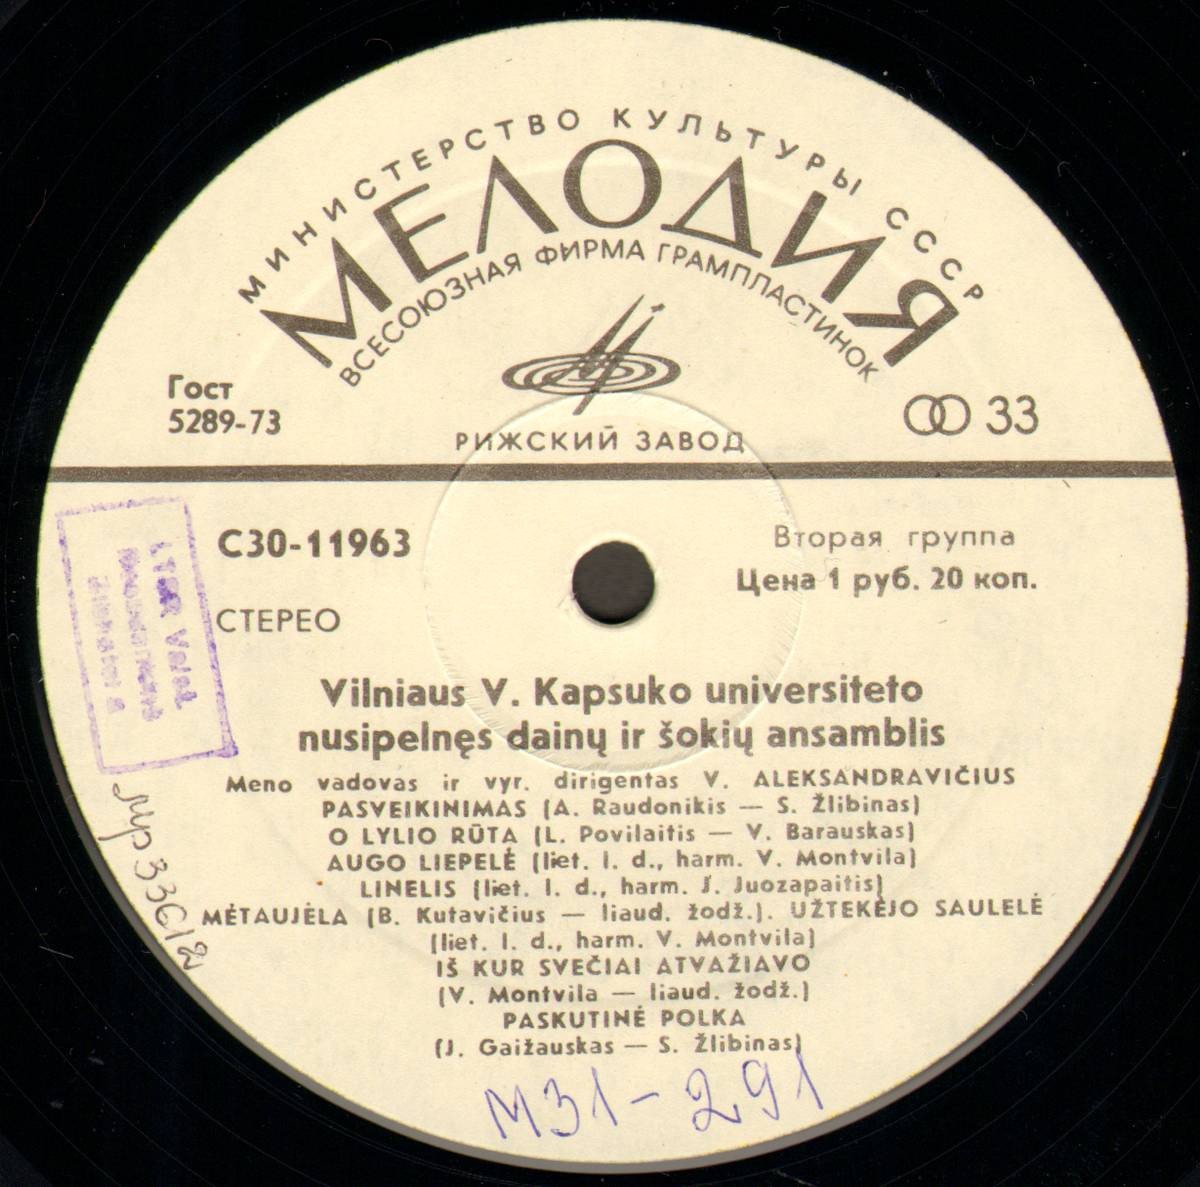 МИНИСТЕРСТВО КУЛЬТУРЫ СССР
МЕЛОДИЯ
ВСЕСОЮЗНАЯ ФИРМА ГРАМПЛАСТИНОК
Гост
5289-73
33
РИЖСКИЙ ЗАВОД
С30-11963
Вторая группа
Цена 1 руб. 20 коп.
СТЕРЕО
LTSR Valst.
Vilniaus V. Kapsuko universiteto
nusipelnęs dainų ir šokių ansamblis
Meno vadovas ir vyr. dirigentas V. ALEKSANDRAVIČIUS
PASVEIKINIMAS (A. Raudonikis — S. Žlibinas)
O LYLIO RŪTA (L. Povilaitis — V. Barauskas)
AUGO LIEPELĖ (liet. l. d., harm. V. Montvila)
LINELIS (liet. l. d., harm. J. Juozapaitis)
MĖTAUJĖLA (B. Kutavičius — liaud. žodž.). UŽTEKĖJO SAULELĖ
(liet. l. d., harm. V. Montvila)
IŠ KUR SVEČIAI ATVAŽIAVO
(V. Montvila — liaud. žodž.)
PASKUTINĖ POLKA
(J. Gaižauskas — S. Žlibinas)
M31-291